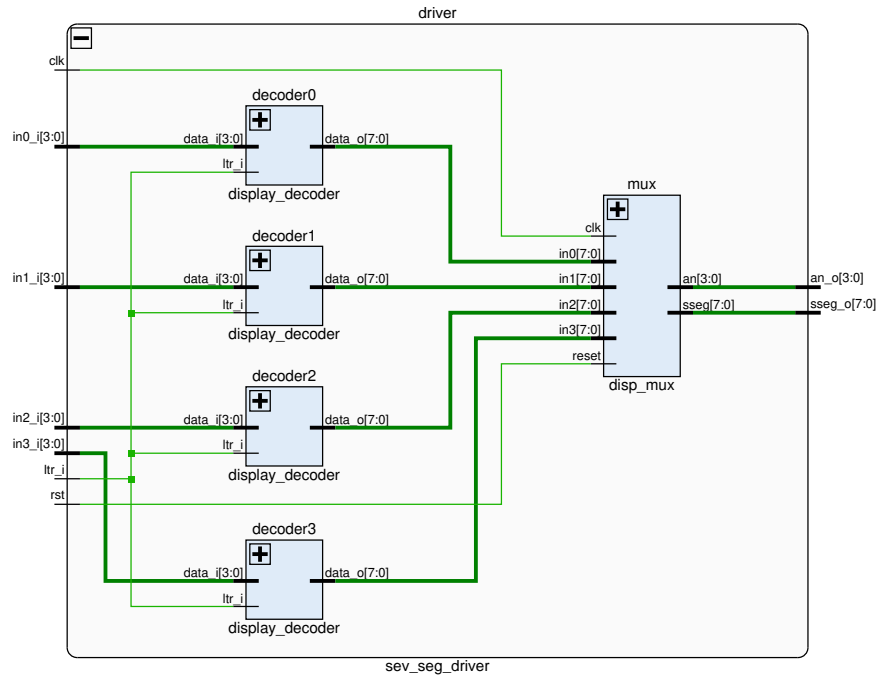 driver
clk
decoder0
in0_i[3:0]
data_i[3:0]
data_o[7:0]
ltr_i
display_decoder
mux
clk
decoder1
in0[7:0]
in1_i[3:0]
data_i[3:0]
data_o[7:0]
in1[7:0]
an[3:0]
an_o[3:0]
ltr_i
in2[7:0]
sseg[7:0]
sseg_o[7:0]
display_decoder
in3[7:0]
reset
decoder2
disp_mux
in2_i[3:0]
data_i[3:0]
data_o[7:0]
in3_i[3:0]
ltr_i
ltr_i
display_decoder
rst
decoder3
data_i[3:0]
data_o[7:0]
ltr_i
display_decoder
sev_seg_driver